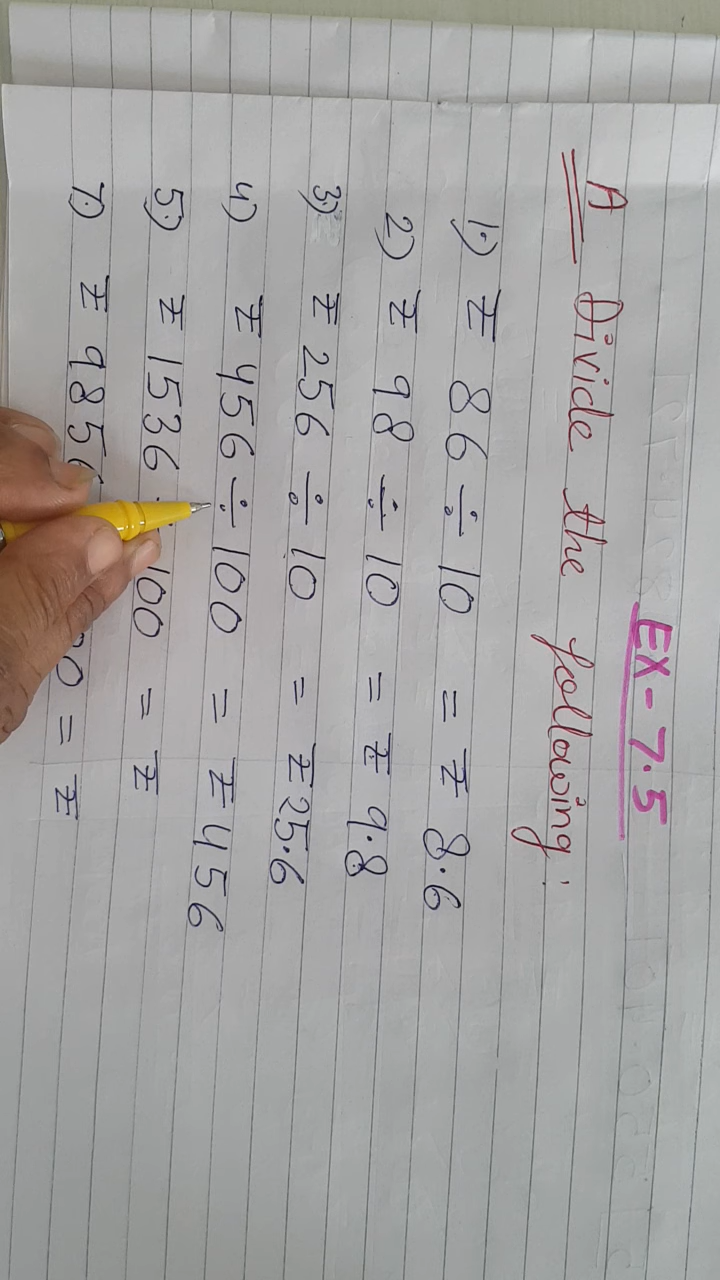 EX-7.5
A Divide the following:
1) ₹ 86 ÷ 10 = ₹ 8.6
2) ₹ 98 ÷ 10 = ₹ 9.8
3) ₹ 256 ÷ 10 = ₹ 25.6
4) ₹ 456 ÷ 100 = ₹ 456
5) ₹ 1536 100 = ₹
7) ₹ 985 = ₹